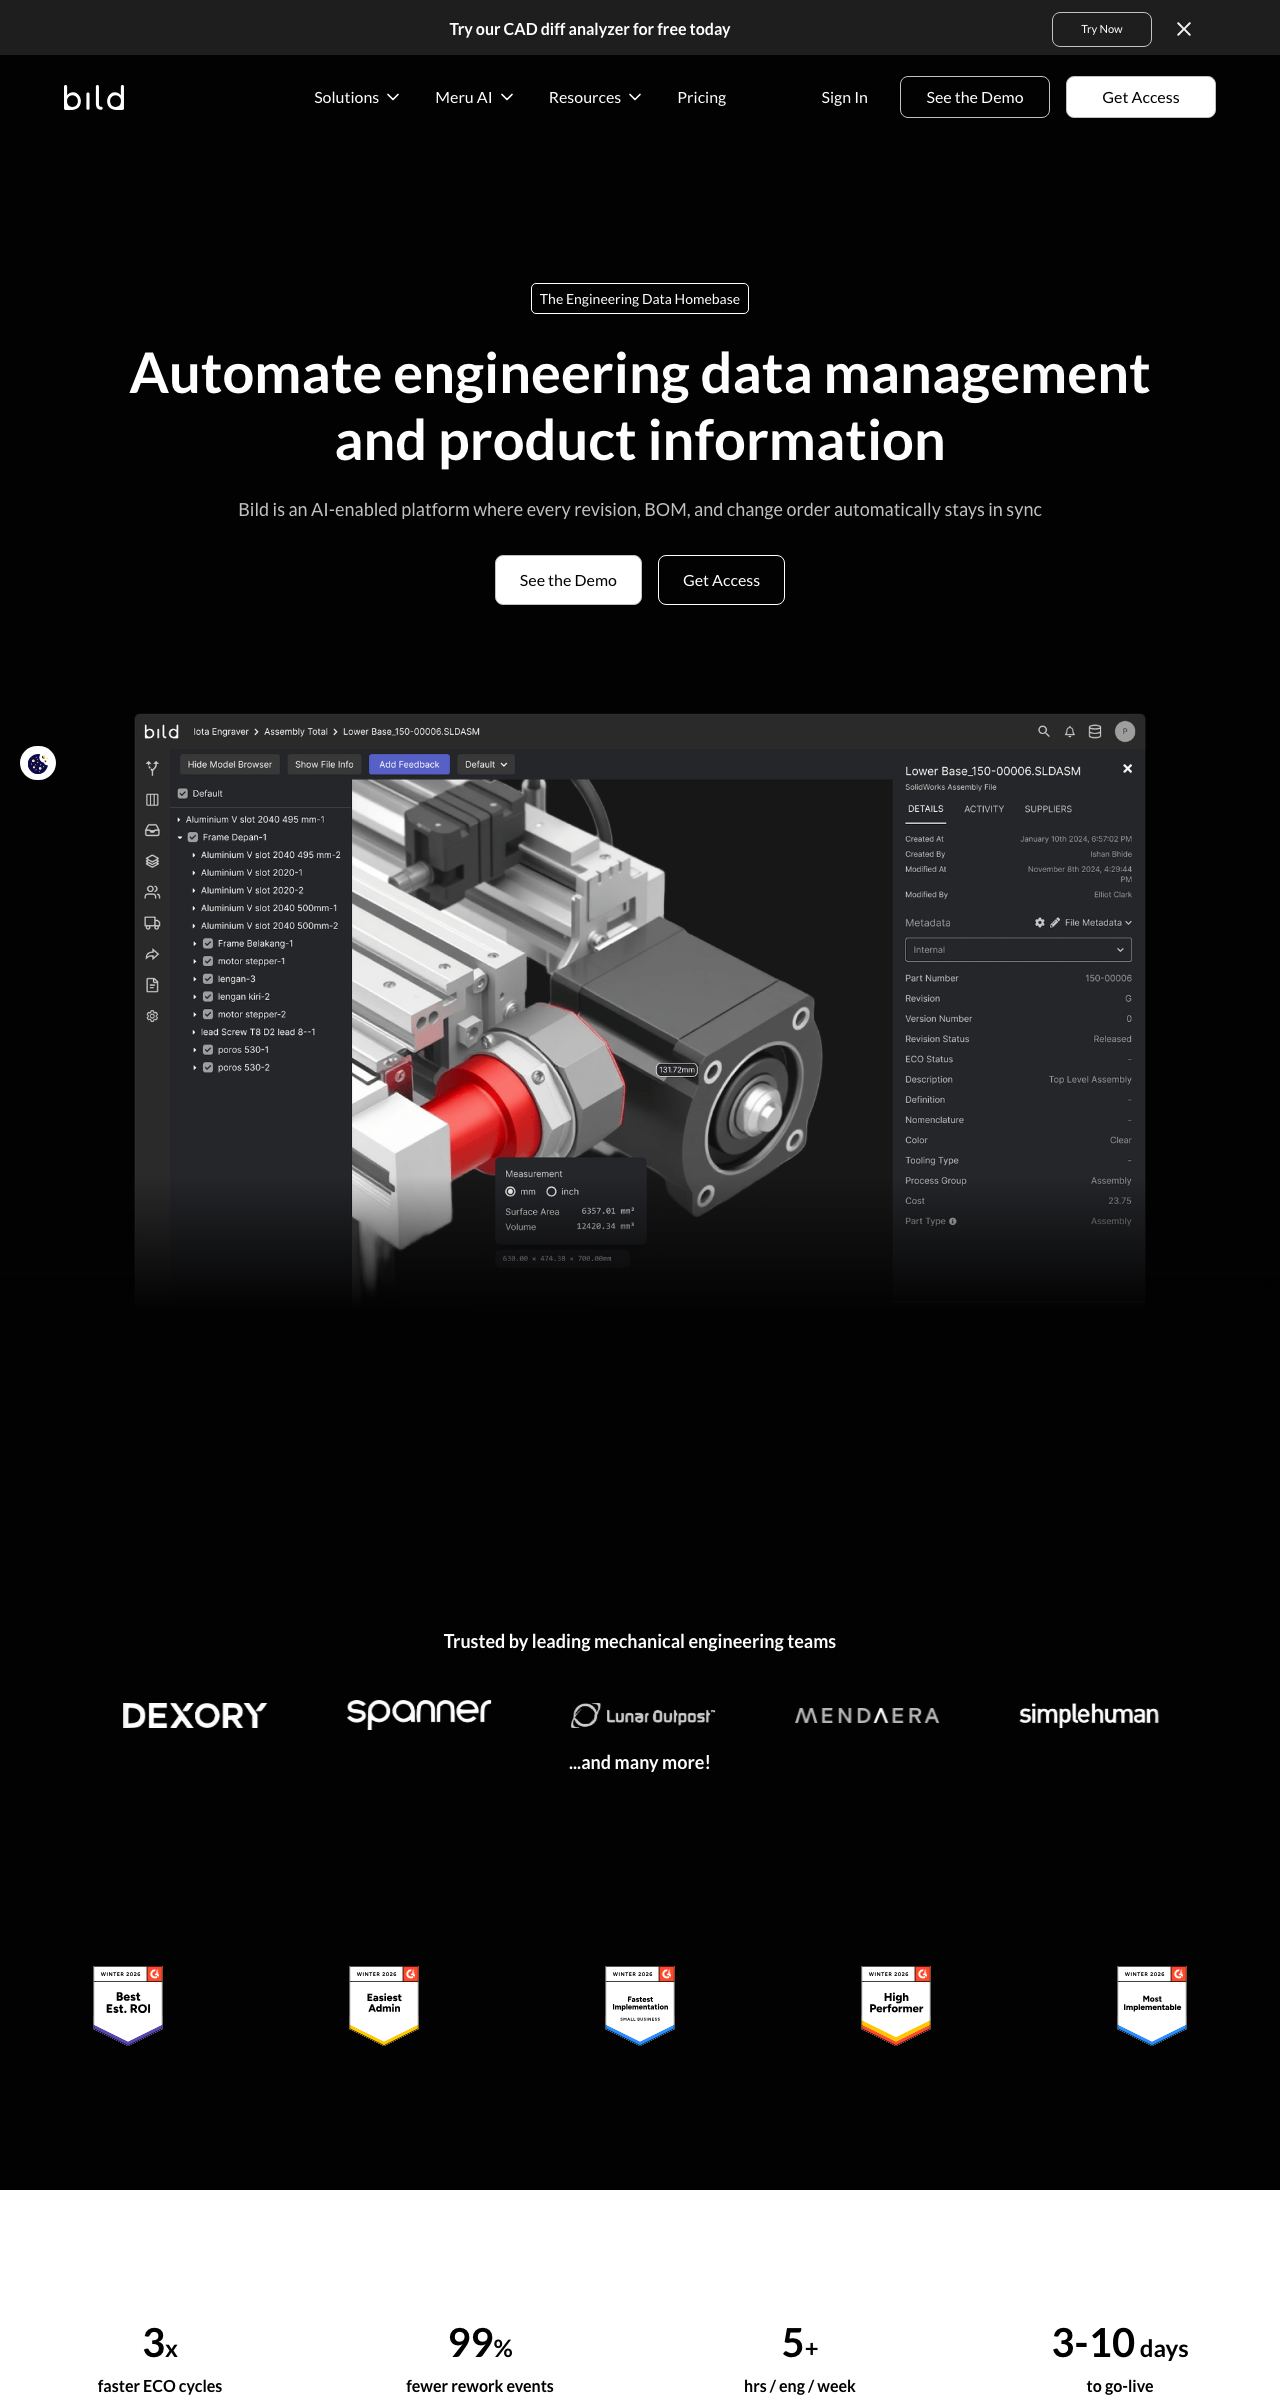 Try our CAD diff analyzer for free today
Try Now
bild
Solutions
Meru AI
Resources
Pricing
Sign In
See the Demo
Get Access
The Engineering Data Homebase
Automate engineering data management
and product information
Bild is an AI-enabled platform where every revision, BOM, and change order automatically stays in sync
See the Demo
Get Access
bild
Iota Engraver > Assembly Total > Lower Base_150-00006.SLDASM
P
Hide Model Browser
Show File Info
Add Feedback
Default
Default
Aluminium V slot 2040 495 mm-1
Frame Depan-1
Aluminium V slot 2040 495 mm-2
Aluminium V slot 2020-1
Aluminium V slot 2020-2
Aluminium V slot 2040 500mm-1
Aluminium V slot 2040 500mm-2
Frame Belakang-1
motor stepper-1
lengan-3
lengan kiri-2
motor stepper-2
lead Screw T8 D2 lead 8--1
poros 530-1
poros 530-2
131.72mm
Measurement
mm
inch
Surface Area 6357.01 mm²
Volume 12420.34 mm³
630.00 × 474.38 × 700.00mm
Lower Base_150-00006.SLDASM
SolidWorks Assembly File
DETAILS
ACTIVITY
SUPPLIERS
Created At January 10th 2024, 6:57:02 PM
Created By Ishan Bhide
Modified At November 8th 2024, 4:29:44
PM
Modified By Elliot Clark
Metadata
File Metadata
Internal
Part Number 150-00006
Revision G
Version Number 0
Revision Status Released
ECO Status -
Description Top Level Assembly
Definition -
Nomenclature -
Color Clear
Tooling Type -
Process Group Assembly
Cost 23.75
Part Type Assembly
Trusted by leading mechanical engineering teams
DEXORY
spanner
Lunar Outpost™
MENDAERA
simplehuman
...and many more!
WINTER 2026
Best
Est. ROI
WINTER 2026
Easiest
Admin
WINTER 2026
Fastest
Implementation
SMALL BUSINESS
WINTER 2026
High
Performer
WINTER 2026
Most
Implementable
3x
faster ECO cycles
99%
fewer rework events
5+
hrs / eng / week
3-10 days
to go-live